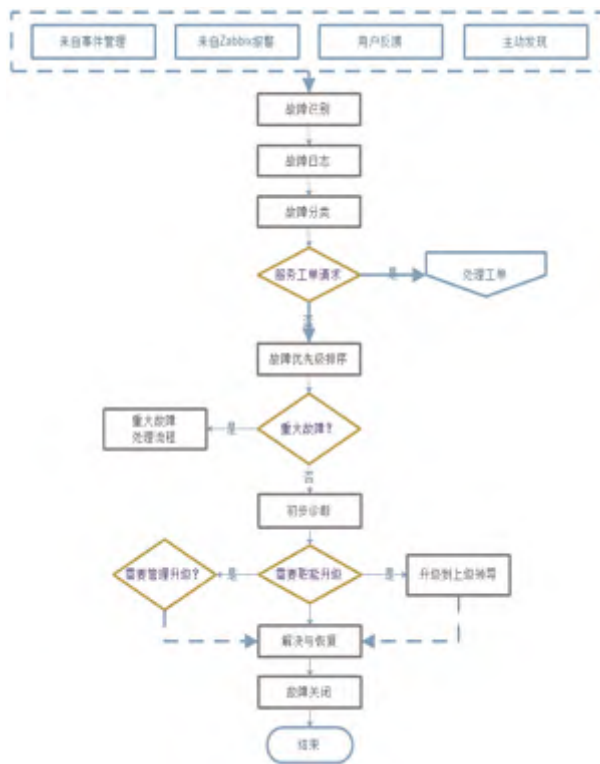 来自事件管理
来自Zabbix报警
用户反馈
主动发现
故障识别
故障日志
故障分类
服务工单请求
是
处理工单
否
故障优先级排序
重大故障
处理流程
是
重大故障?
否
初步诊断
需要管理升级?
是
需要职能升级
是
升级到上级领导
解决与恢复
故障关闭
结束